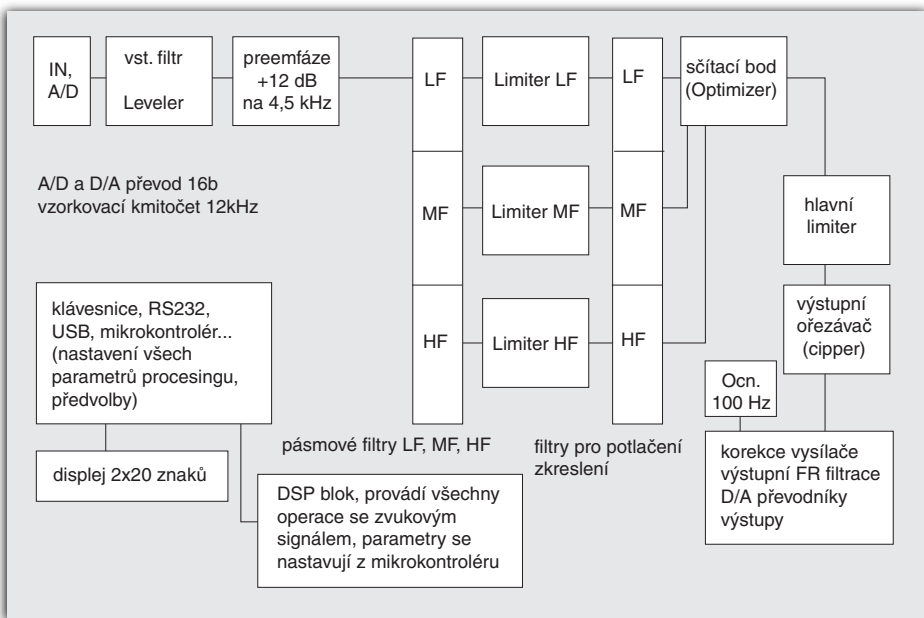 IN,
A/D
vst. filtr
Leveler
preemfáze
+12 dB
na 4,5 kHz
LF
Limiter LF
LF
sčítací bod
(Optimizer)
A/D a D/A převod 16b
vzorkovací kmitočet 12kHz
MF
Limiter MF
MF
hlavní
limiter
klávesnice, RS232,
USB, mikrokontrolér...
(nastavení všech
parametrů procesingu,
předvolby)
HF
Limiter HF
HF
výstupní
ořezávač
(cipper)
Ocn.
100 Hz
pásmové filtry LF, MF, HF
filtry pro potlačení
zkreslení
korekce vysílače
výstupní FR filtrace
D/A převodníky
výstupy
displej 2x20 znaků
DSP blok, provádí všechny
operace se zvukovým
signálem, parametry se
nastavují z mikrokontroléru